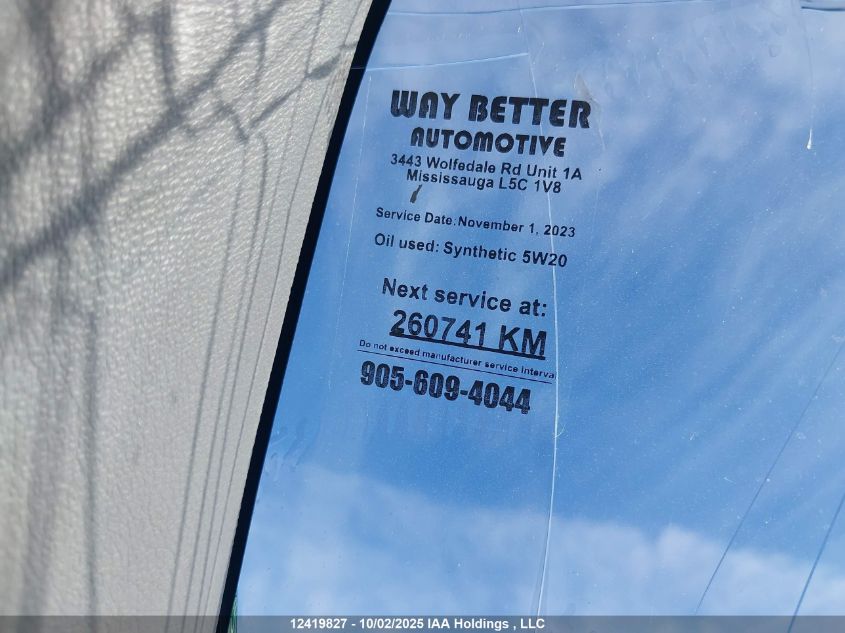 WAY BETTER
AUTOMOTIVE
3443 Wolfedale Rd Unit 1A
Mississauga L5C 1V8
Service Date: November 1, 2023
Oil used: Synthetic 5W20
Next service at:
260741 KM
Do not exceed manufacturer service interval
905-609-4044
12419827 - 10/02/2025 IAA Holdings , LLC